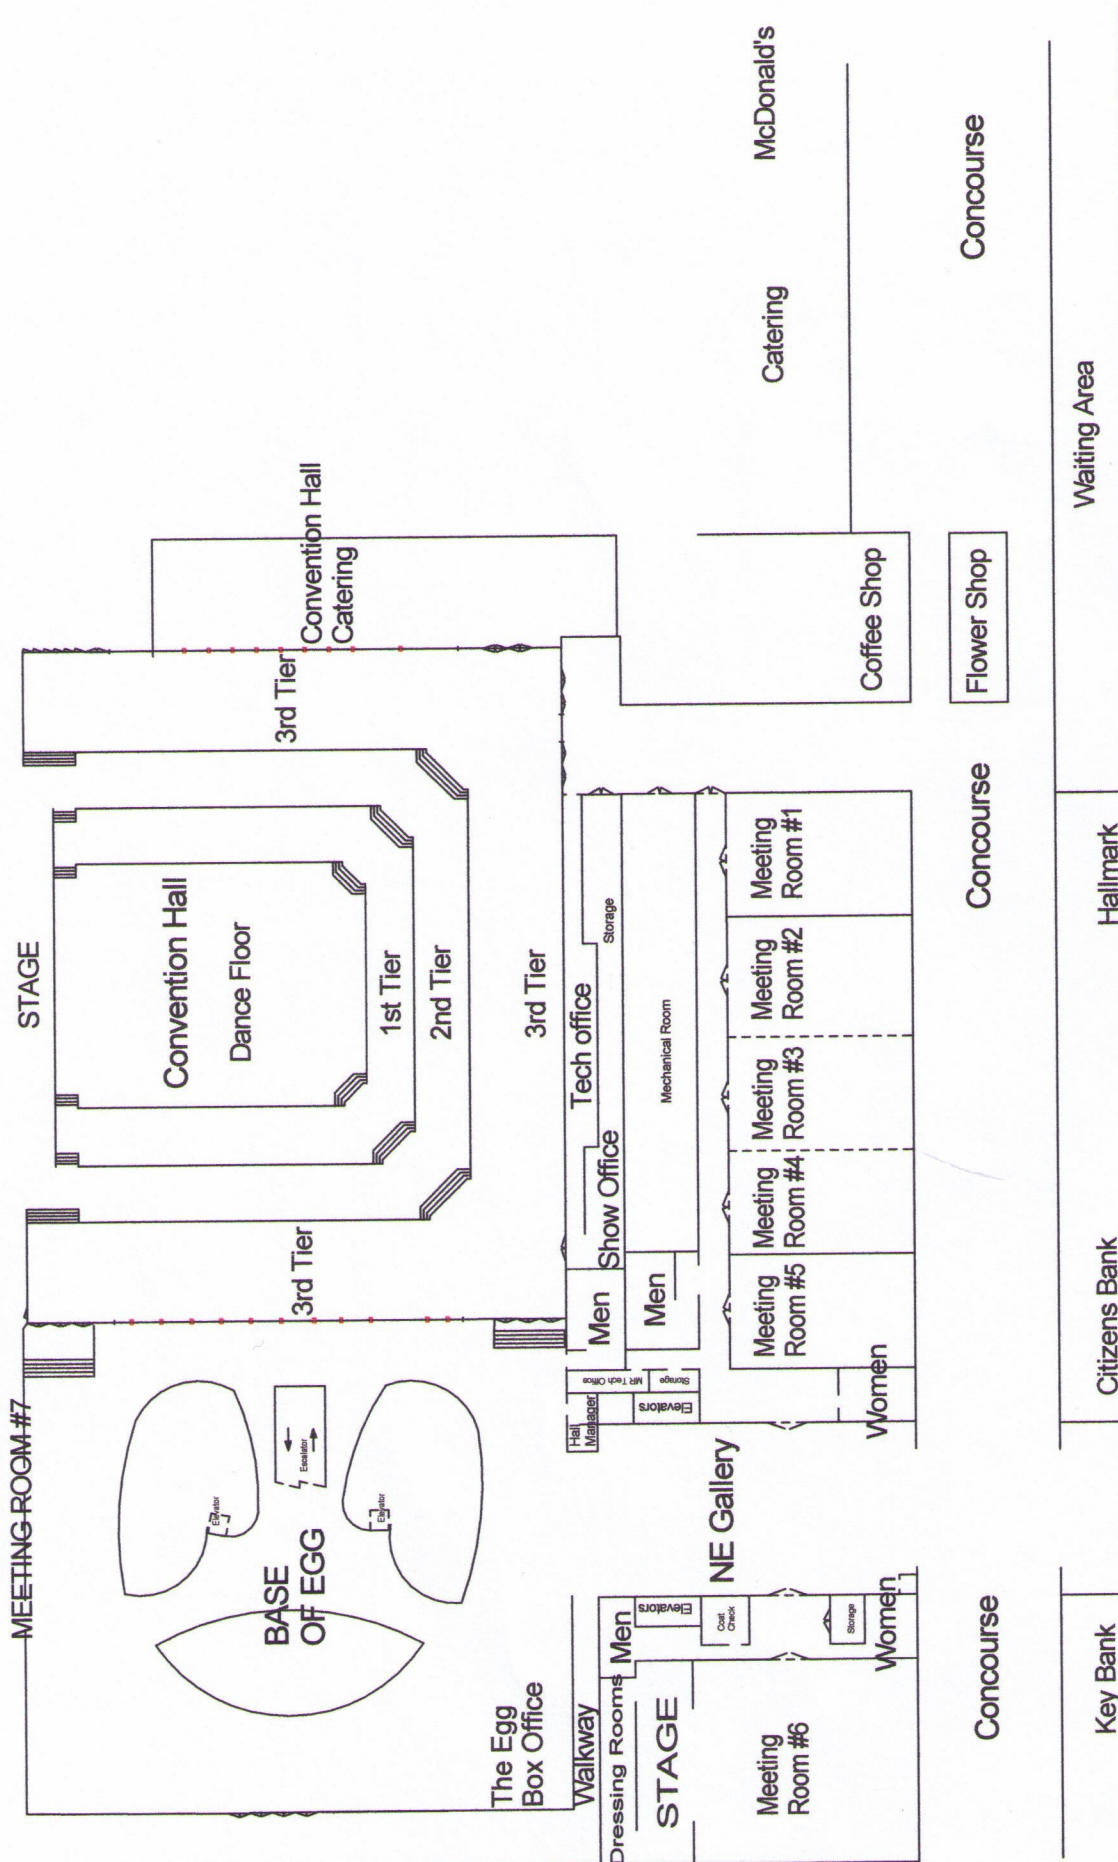 MEETING ROOM #7
STAGE
Convention Hall
Dance Floor
1st Tier
2nd Tier
3rd Tier
3rd Tier
3rd Tier
Convention Hall
Catering
Elevator
Escalator
Elevator
BASE
OF EGG
The Egg
Box Office
Walkway
Dressing Rooms
STAGE
Men
Elevators
Coat
Check
Storage
Women
Meeting
Room #6
NE Gallery
Hall
Manager
MR Tech Office
Storage
Elevators
Men
Men
Show Office
Tech office
Storage
Mechanical Room
Women
Meeting
Room #5
Meeting
Room #4
Meeting
Room #3
Meeting
Room #2
Meeting
Room #1
Coffee Shop
Catering
McDonald's
Concourse
Concourse
Flower Shop
Concourse
Key Bank
Citizens Bank
Hallmark
Waiting Area